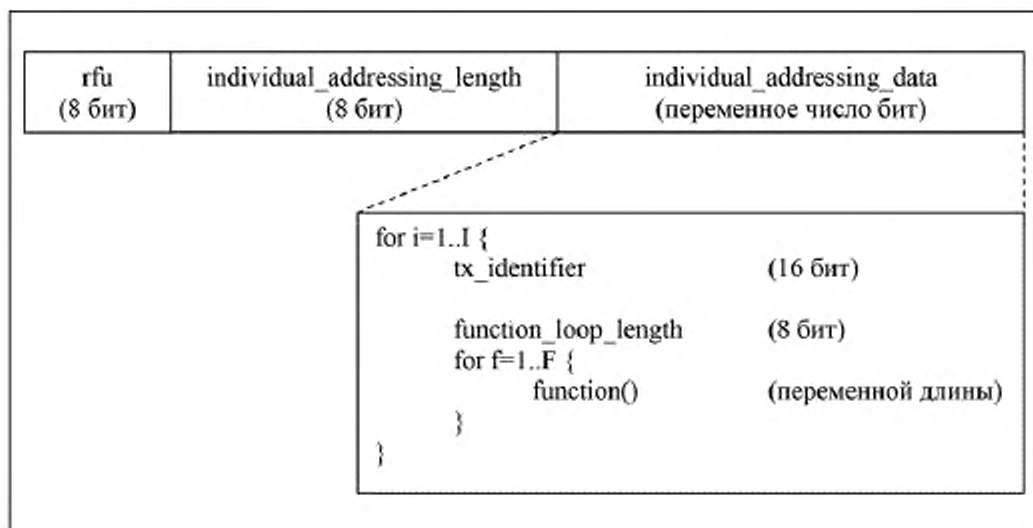 rfu
(8 бит)
individual_addressing_length
(8 бит)
individual_addressing_data
(переменное число бит)
for i=1..I {
tx_identifier (16 бит)
function_loop_length (8 бит)
for f=1..F {
function() (переменной длины)
}
}